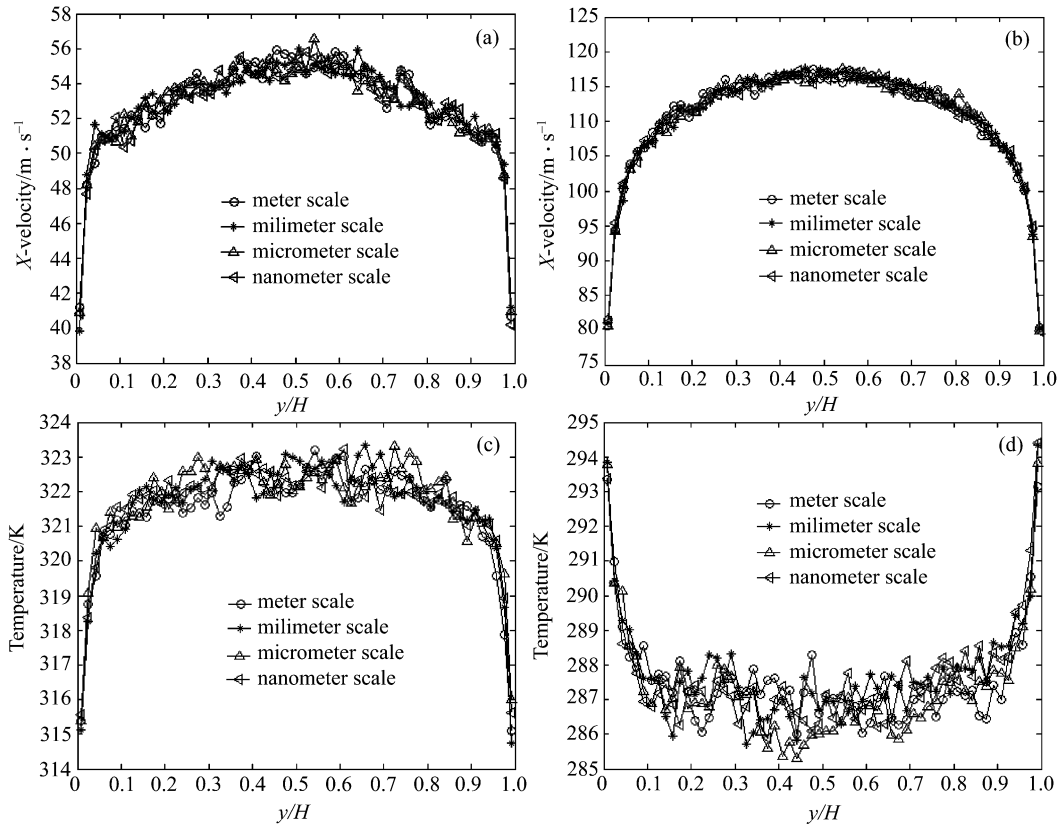 58
56
54
52
50
48
46
44
42
40
38
X-velocity/m · s⁻¹
(a)
meter scale
milimeter scale
micrometer scale
nanometer scale
0 0.1 0.2 0.3 0.4 0.5 0.6 0.7 0.8 0.9 1.0
y/H
125
120
115
110
105
100
95
90
85
80
75
X-velocity/m · s⁻¹
(b)
meter scale
milimeter scale
micrometer scale
nanometer scale
0 0.1 0.2 0.3 0.4 0.5 0.6 0.7 0.8 0.9 1.0
y/H
324
323
322
321
320
319
318
317
316
315
314
Temperature/K
(c)
meter scale
milimeter scale
micrometer scale
nanometer scale
0 0.1 0.2 0.3 0.4 0.5 0.6 0.7 0.8 0.9 1.0
y/H
295
294
293
292
291
290
289
288
287
286
285
Temperature/K
(d)
meter scale
milimeter scale
micrometer scale
nanometer scale
0 0.1 0.2 0.3 0.4 0.5 0.6 0.7 0.8 0.9 1.0
y/H